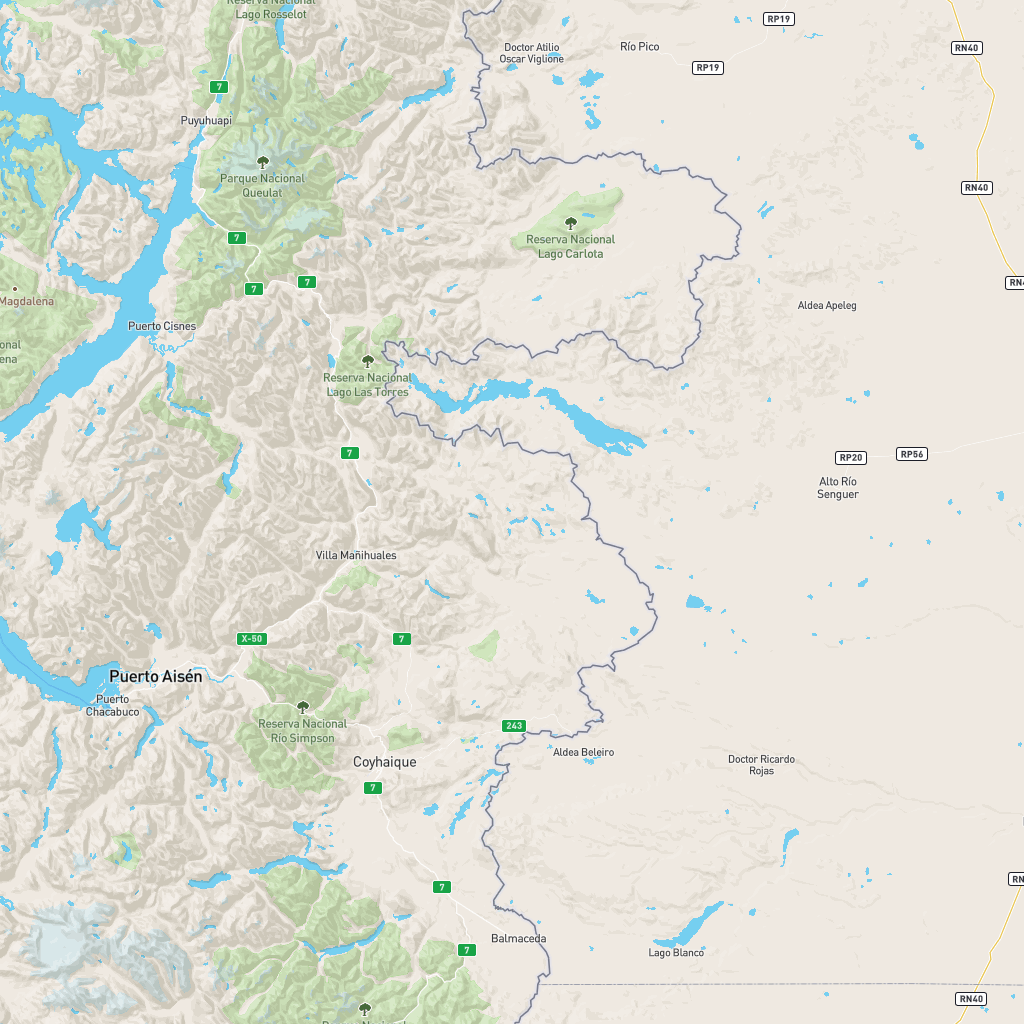 Reserva Nacional
Lago Rosselot
RP19
Doctor Atilio
Oscar Viglione
Río Pico
RN40
RP19
7
Puyuhuapi
Parque Nacional
Queulat
RN40
7
Reserva Nacional
Lago Carlota
7
7
RN4
Magdalena
Aldea Apeleg
Puerto Cisnes
onal
ena
Reserva Nacional
Lago Las Torres
7
RP20
RP56
Alto Río
Senguer
Villa Mañihuales
X-50
7
Puerto Aisén
Puerto
Chacabuco
Reserva Nacional
Río Simpson
243
Aldea Beleiro
Coyhaique
Doctor Ricardo
Rojas
7
7
RN
Balmaceda
7
Lago Blanco
RN40
Parque Nacional